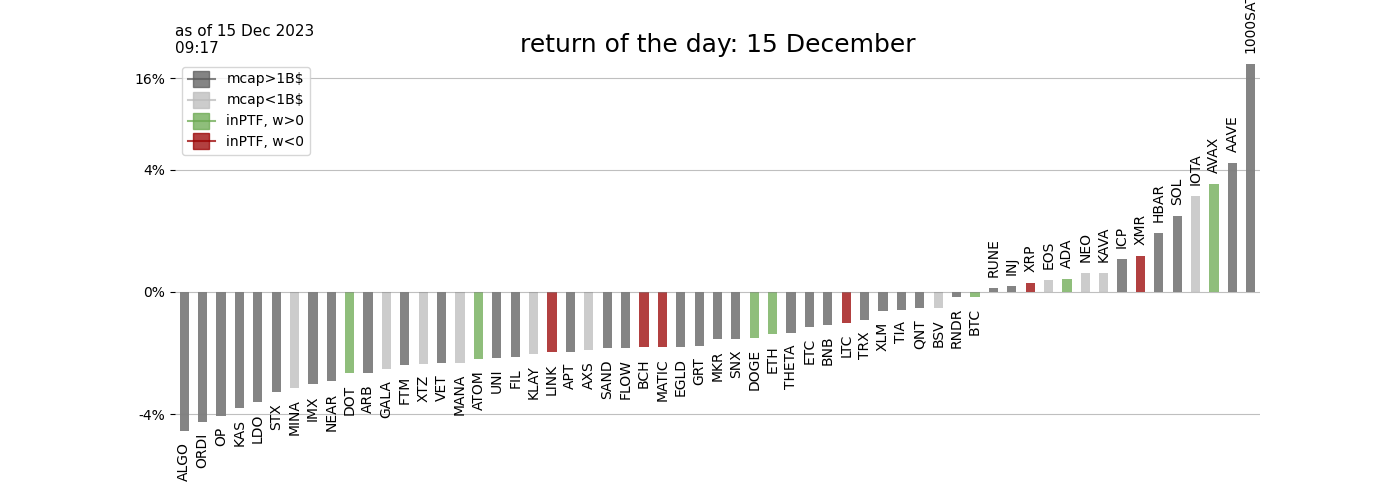 as of 15 Dec 2023
09:17
return of the day: 15 December
mcap>1B$
mcap<1B$
inPTF, w>0
inPTF, w<0
16%
4%
0%
-4%
ALGO
ORDI
OP
KAS
LDO
STX
MINA
IMX
NEAR
DOT
ARB
GALA
FTM
XTZ
VET
MANA
ATOM
UNI
FIL
KLAY
LINK
APT
AXS
SAND
FLOW
BCH
MATIC
EGLD
GRT
MKR
SNX
DOGE
ETH
THETA
ETC
BNB
LTC
TRX
XLM
TIA
QNT
BSV
RNDR
BTC
RUNE
INJ
XRP
EOS
ADA
NEO
KAVA
ICP
XMR
HBAR
SOL
IOTA
AVAX
AAVE
1000SAT